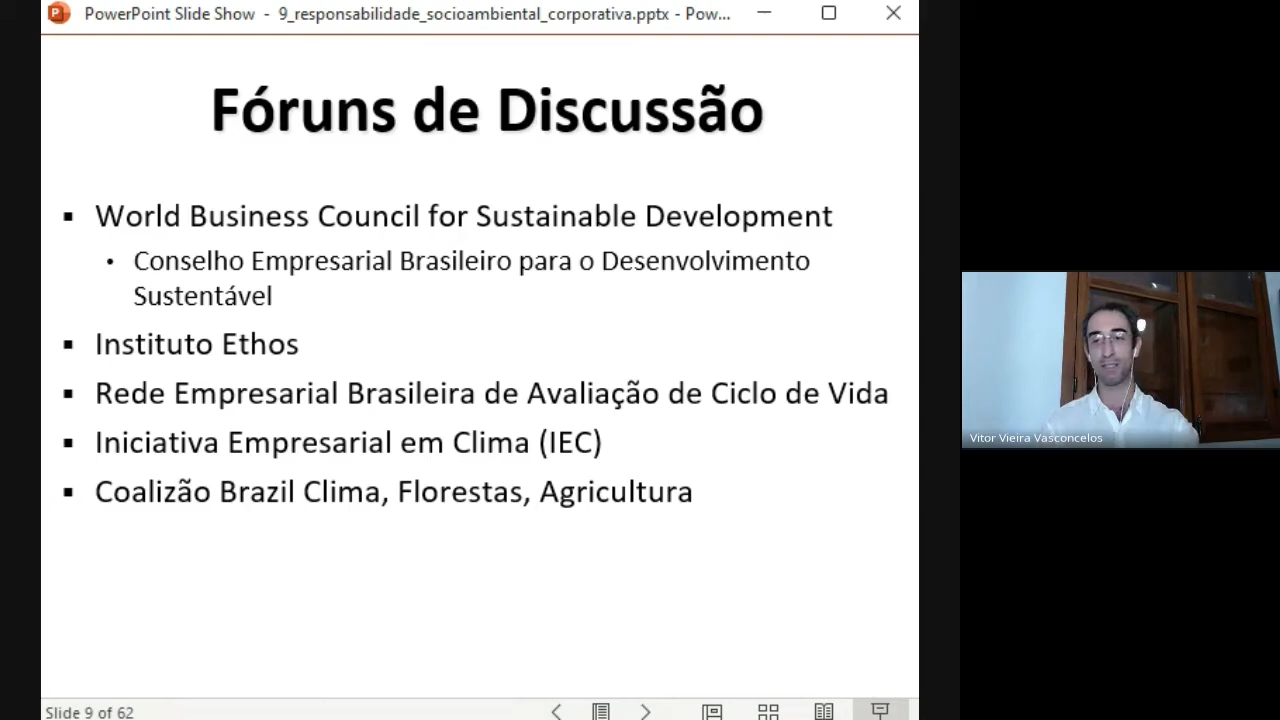 PowerPoint Slide Show - 9_responsabilidade_socioambiental_corporativa.pptx - Pow...
Fóruns de Discussão
▪ World Business Council for Sustainable Development
• Conselho Empresarial Brasileiro para o Desenvolvimento
Sustentável
▪ Instituto Ethos
▪ Rede Empresarial Brasileira de Avaliação de Ciclo de Vida
▪ Iniciativa Empresarial em Clima (IEC)
▪ Coalizão Brazil Clima, Florestas, Agricultura
Vitor Vieira Vasconcelos
Slide 9 of 62